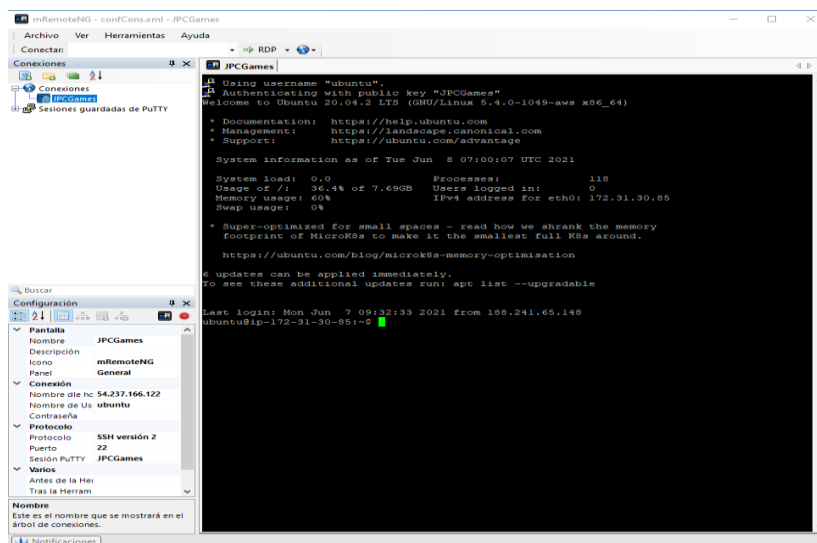 mRemoteNG - confCons.xml - JPCGames
Archivo Ver Herramientas Ayuda
Conectar: RDP
Conexiones
Conexiones
JPCGames
Sesiones guardadas de PuTTY
Buscar
Configuración
Pantalla
Nombre JPCGames
Descripción
Icono mRemoteNG
Panel General
Conexión
Nombre dle hc 54.237.166.122
Nombre de Us ubuntu
Contraseña
Protocolo
Protocolo SSH versión 2
Puerto 22
Sesión PuTTY JPCGames
Varios
Antes de la Her
Tras la Herram
Nombre
Este es el nombre que se mostrará en el
árbol de conexiones.
Notificaciones
JPCGames
Using username "ubuntu".
Authenticating with public key "JPCGames"
Welcome to Ubuntu 20.04.2 LTS (GNU/Linux 5.4.0-1049-aws x86_64)
* Documentation: https://help.ubuntu.com
* Management: https://landscape.canonical.com
* Support: https://ubuntu.com/advantage
System information as of Tue Jun 8 07:00:07 UTC 2021
System load: 0.0 Processes: 118
Usage of /: 36.4% of 7.69GB Users logged in: 0
Memory usage: 60% IPv4 address for eth0: 172.31.30.85
Swap usage: 0%
* Super-optimized for small spaces - read how we shrank the memory
footprint of MicroK8s to make it the smallest full K8s around.
https://ubuntu.com/blog/microk8s-memory-optimisation
6 updates can be applied immediately.
To see these additional updates run: apt list --upgradable
Last login: Mon Jun 7 09:32:33 2021 from 188.241.65.148
ubuntu@ip-172-31-30-85:~$